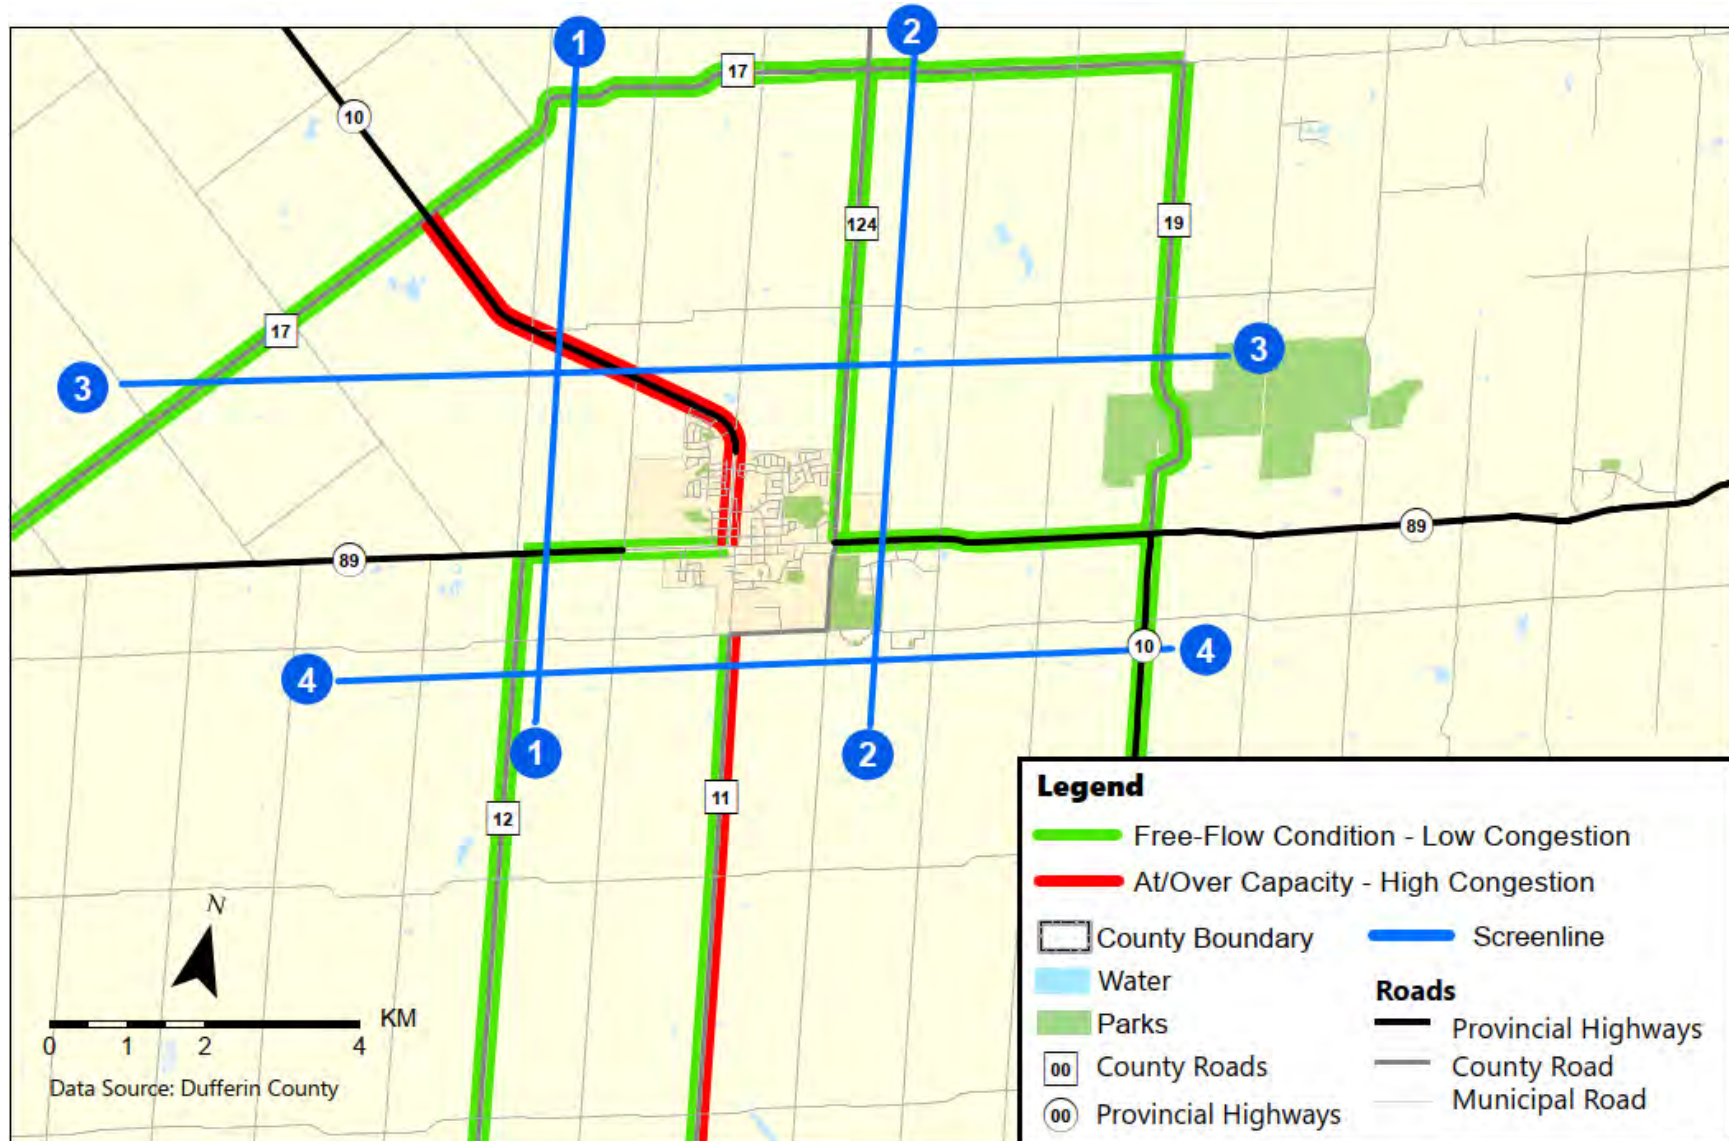 1
2
17
10
124
19
17
3
3
89
89
10
4
4
1
2
11
12
N
KM
0 1 2 4
Data Source: Dufferin County
Legend
Free-Flow Condition - Low Congestion
At/Over Capacity - High Congestion
County Boundary
Screenline
Water
Parks
00 County Roads
00 Provincial Highways
Roads
Provincial Highways
County Road
Municipal Road